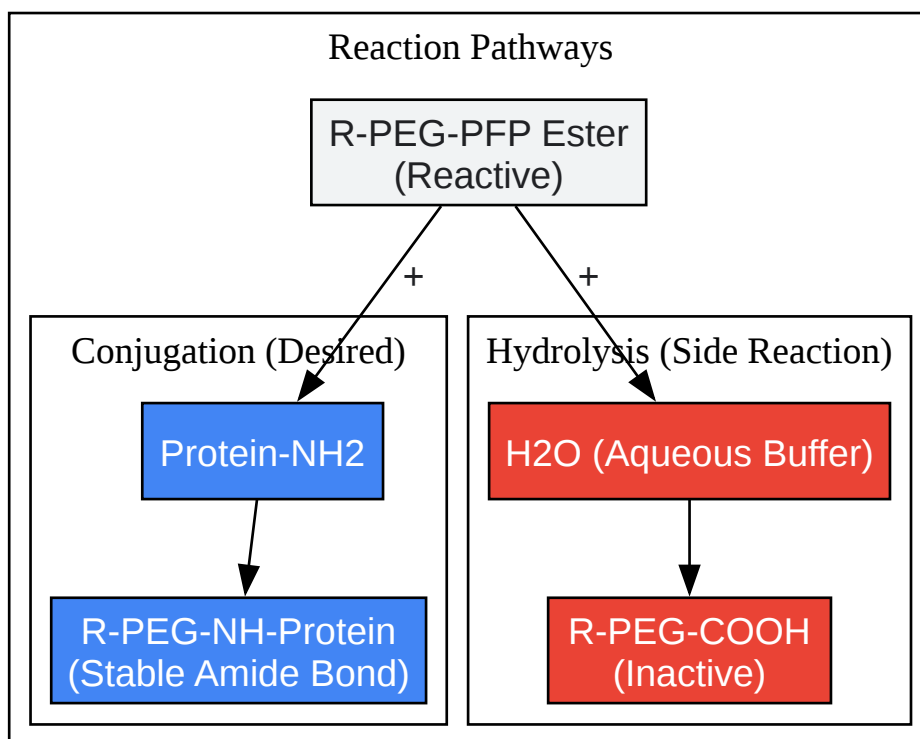 Reaction Pathways
R-PEG-PFP Ester
(Reactive)
+
+
Conjugation (Desired)
Hydrolysis (Side Reaction)
Protein-NH2
H2O (Aqueous Buffer)
R-PEG-NH-Protein
(Stable Amide Bond)
R-PEG-COOH
(Inactive)